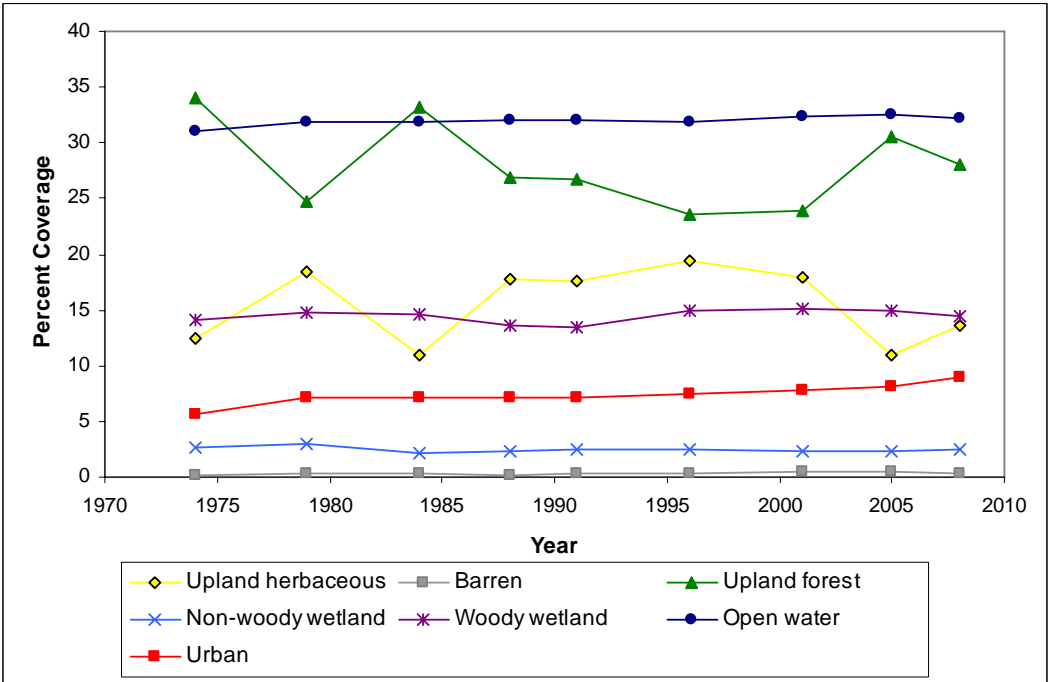 40
35
30
25
20
15
10
5
0
Percent Coverage
1970 1975 1980 1985 1990 1995 2000 2005 2010
Year
Upland herbaceous Barren Upland forest
Non-woody wetland Woody wetland Open water
Urban